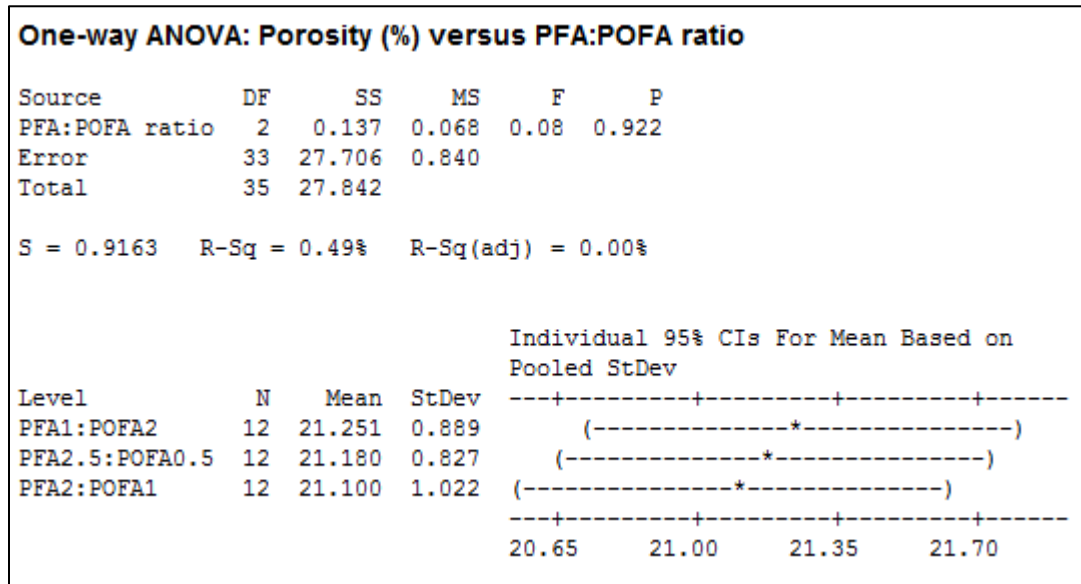 One-way ANOVA: Porosity (%) versus PFA:POFA ratio
Source DF SS MS F P
PFA:POFA ratio 2 0.137 0.068 0.08 0.922
Error 33 27.706 0.840
Total 35 27.842
S = 0.9163 R-Sq = 0.49% R-Sq(adj) = 0.00%
Individual 95% CIs For Mean Based on
Pooled StDev
Level N Mean StDev ---+---------+---------+---------+------
PFA1:POFA2 12 21.251 0.889 (--------------*---------------)
PFA2.5:POFA0.5 12 21.180 0.827 (--------------*---------------)
PFA2:POFA1 12 21.100 1.022 (---------------*--------------)
---+---------+---------+---------+------
20.65 21.00 21.35 21.70